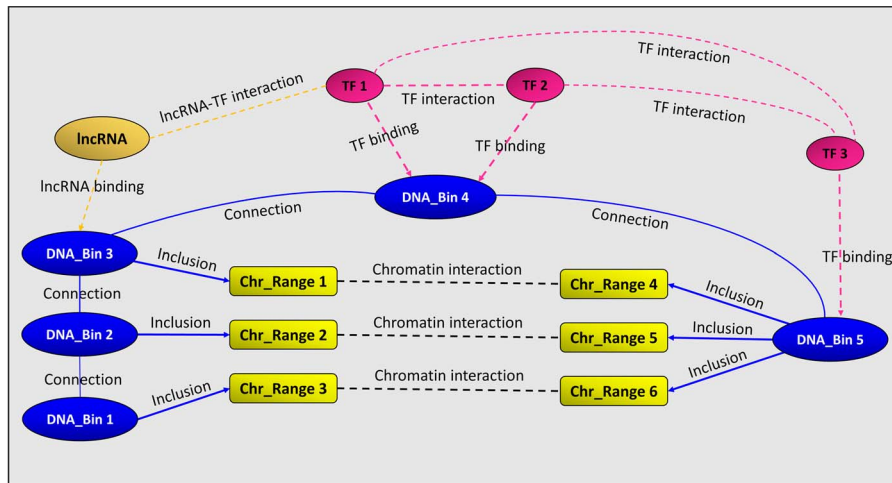 TF interaction
lncRNA-TF interaction
TF 1
TF interaction
TF 2
TF interaction
lncRNA
TF binding
TF binding
TF 3
lncRNA binding
DNA_Bin 4
Connection
Connection
DNA_Bin 3
Inclusion
TF binding
Chr_Range 1
Chromatin interaction
Chr_Range 4
Inclusion
Connection
DNA_Bin 2
Inclusion
Chr_Range 2
Chromatin interaction
Chr_Range 5
Inclusion
DNA_Bin 5
Connection
Inclusion
Chr_Range 3
Chromatin interaction
Chr_Range 6
Inclusion
DNA_Bin 1